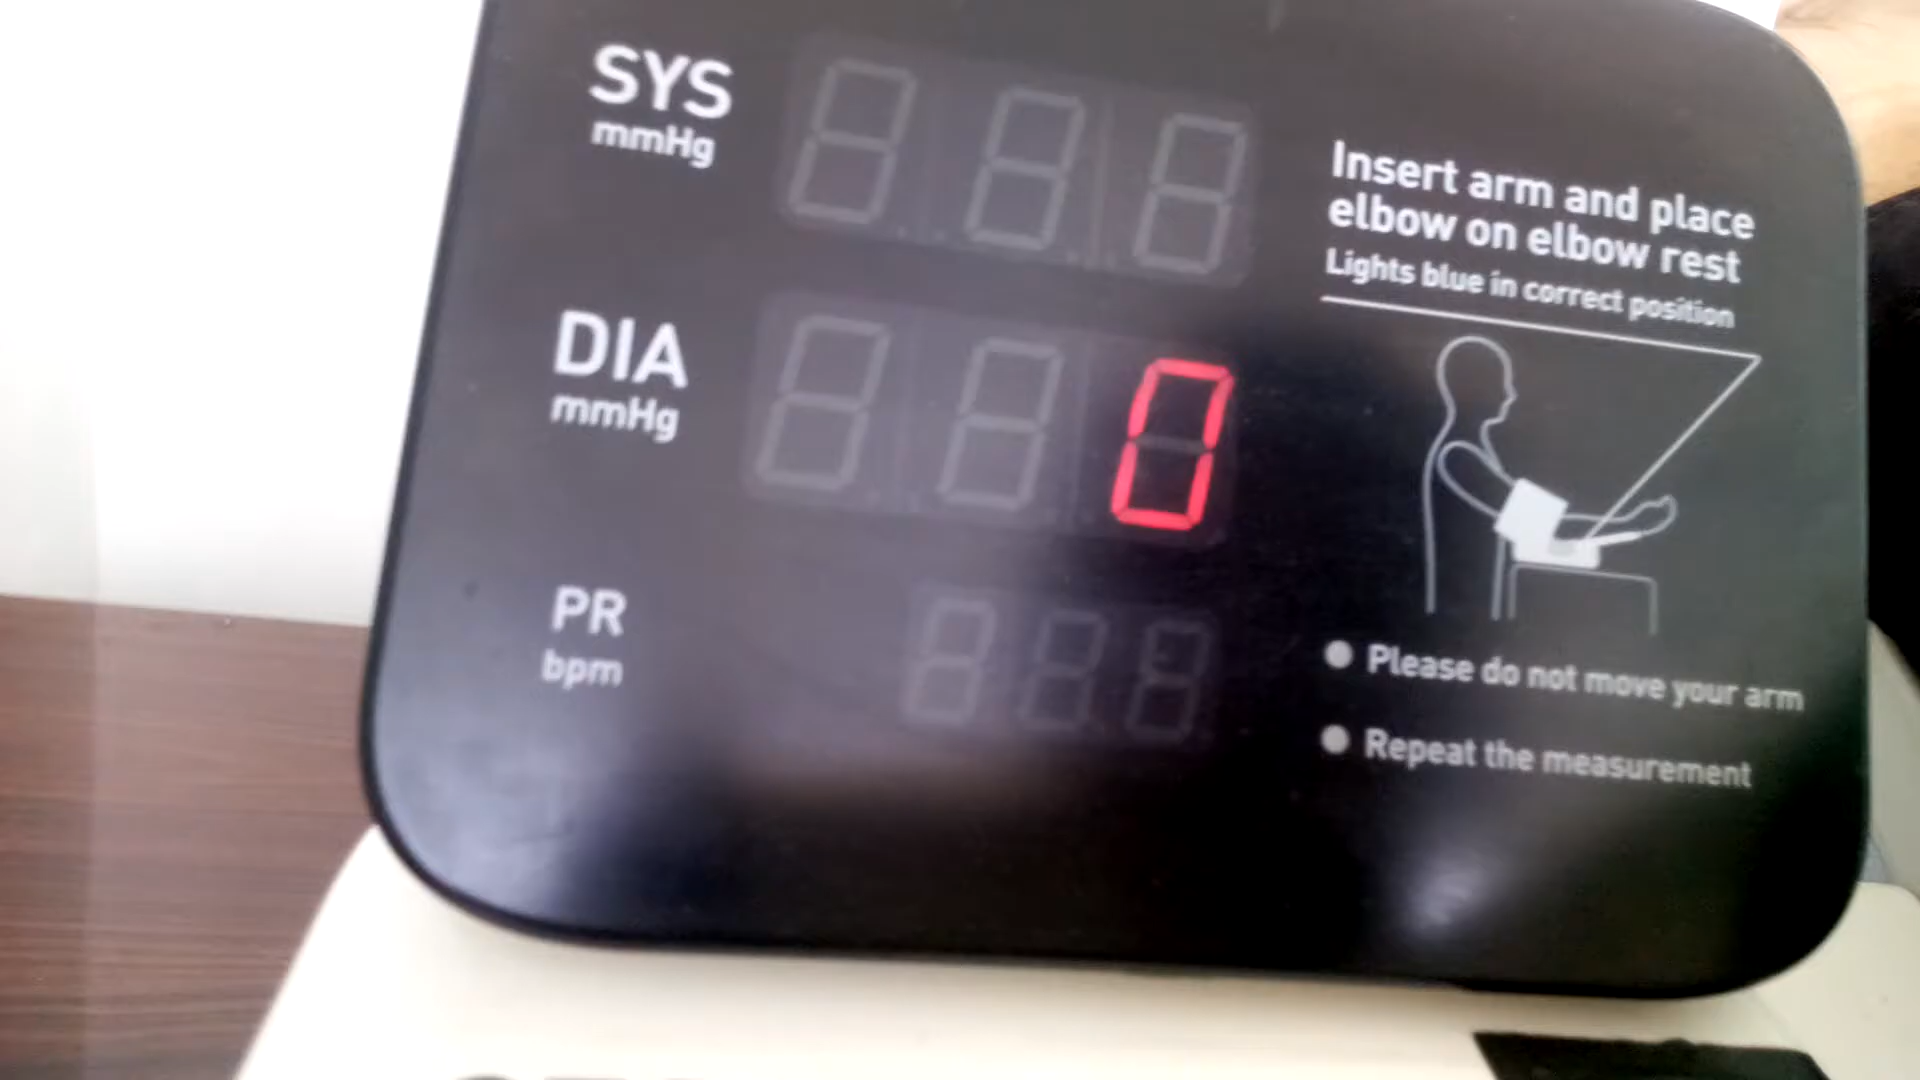 SYS
mmHg
Insert arm and place
elbow on elbow rest
Lights blue in correct position
DIA
mmHg
0
PR
bpm
Please do not move your arm
Repeat the measurement